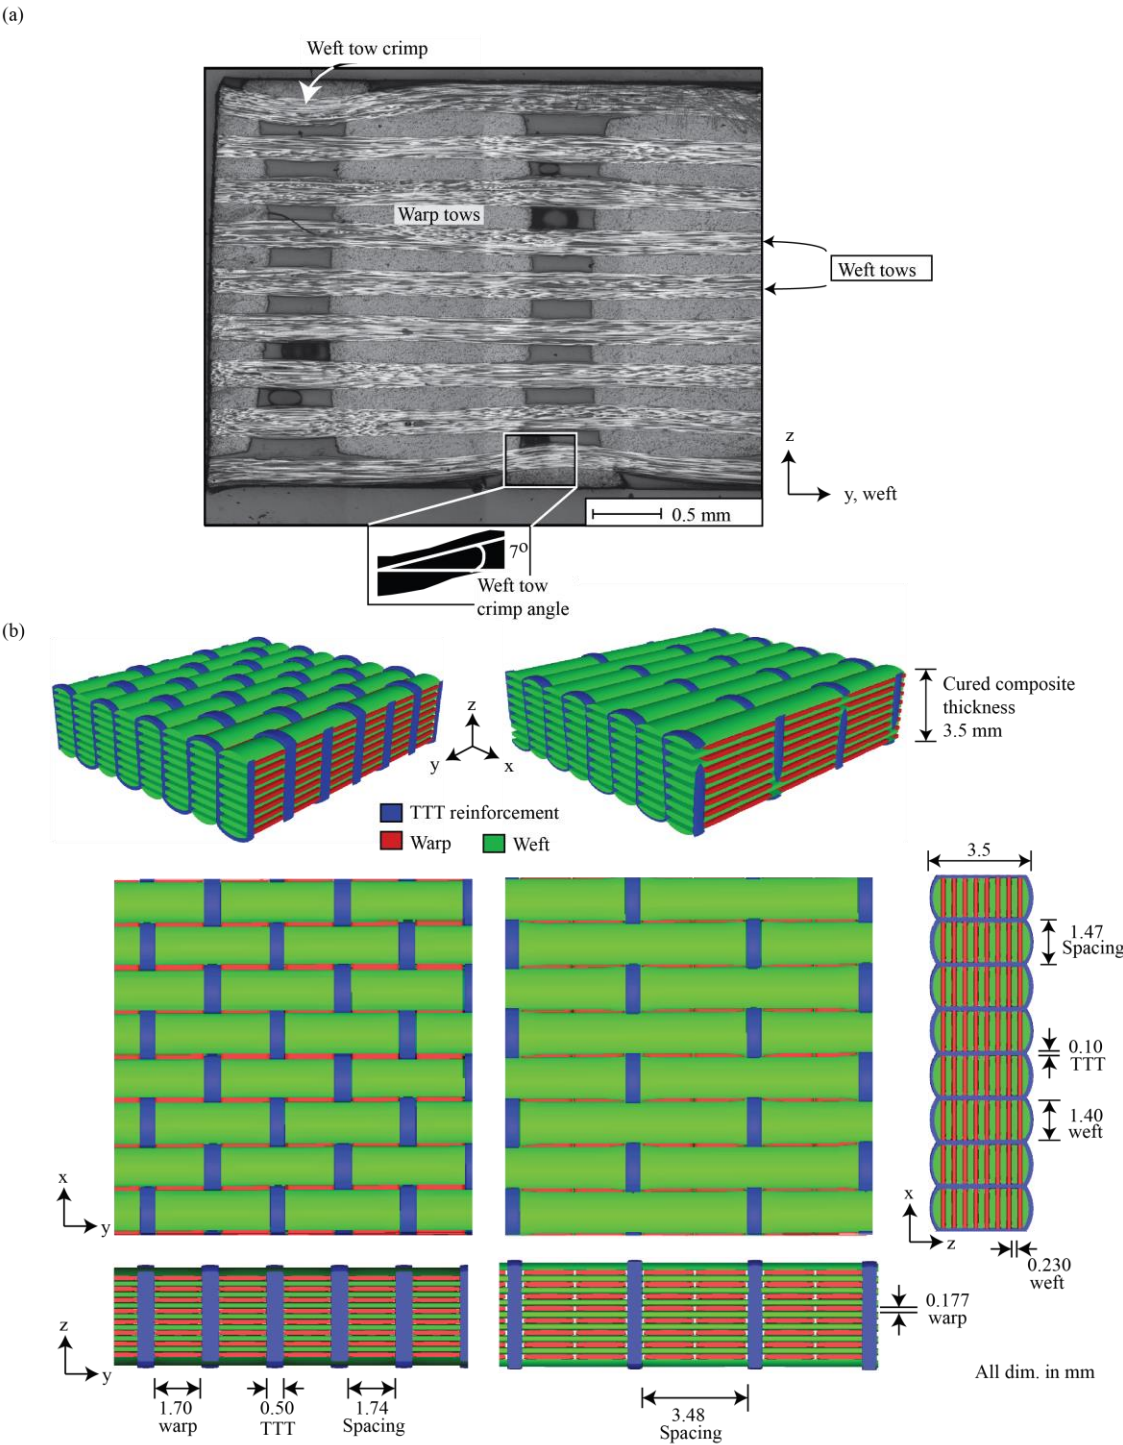 (a)
Weft tow crimp
Warp tows
Weft tows
z
y, weft
0.5 mm
7o
Weft tow
crimp angle
(b)
Cured composite
thickness
3.5 mm
z
y
x
TTT reinforcement
Warp
Weft
3.5
1.47
Spacing
0.10
TTT
1.40
weft
x
y
x
z
0.230
weft
0.177
warp
z
y
All dim. in mm
1.70
warp
0.50
TTT
1.74
Spacing
3.48
Spacing